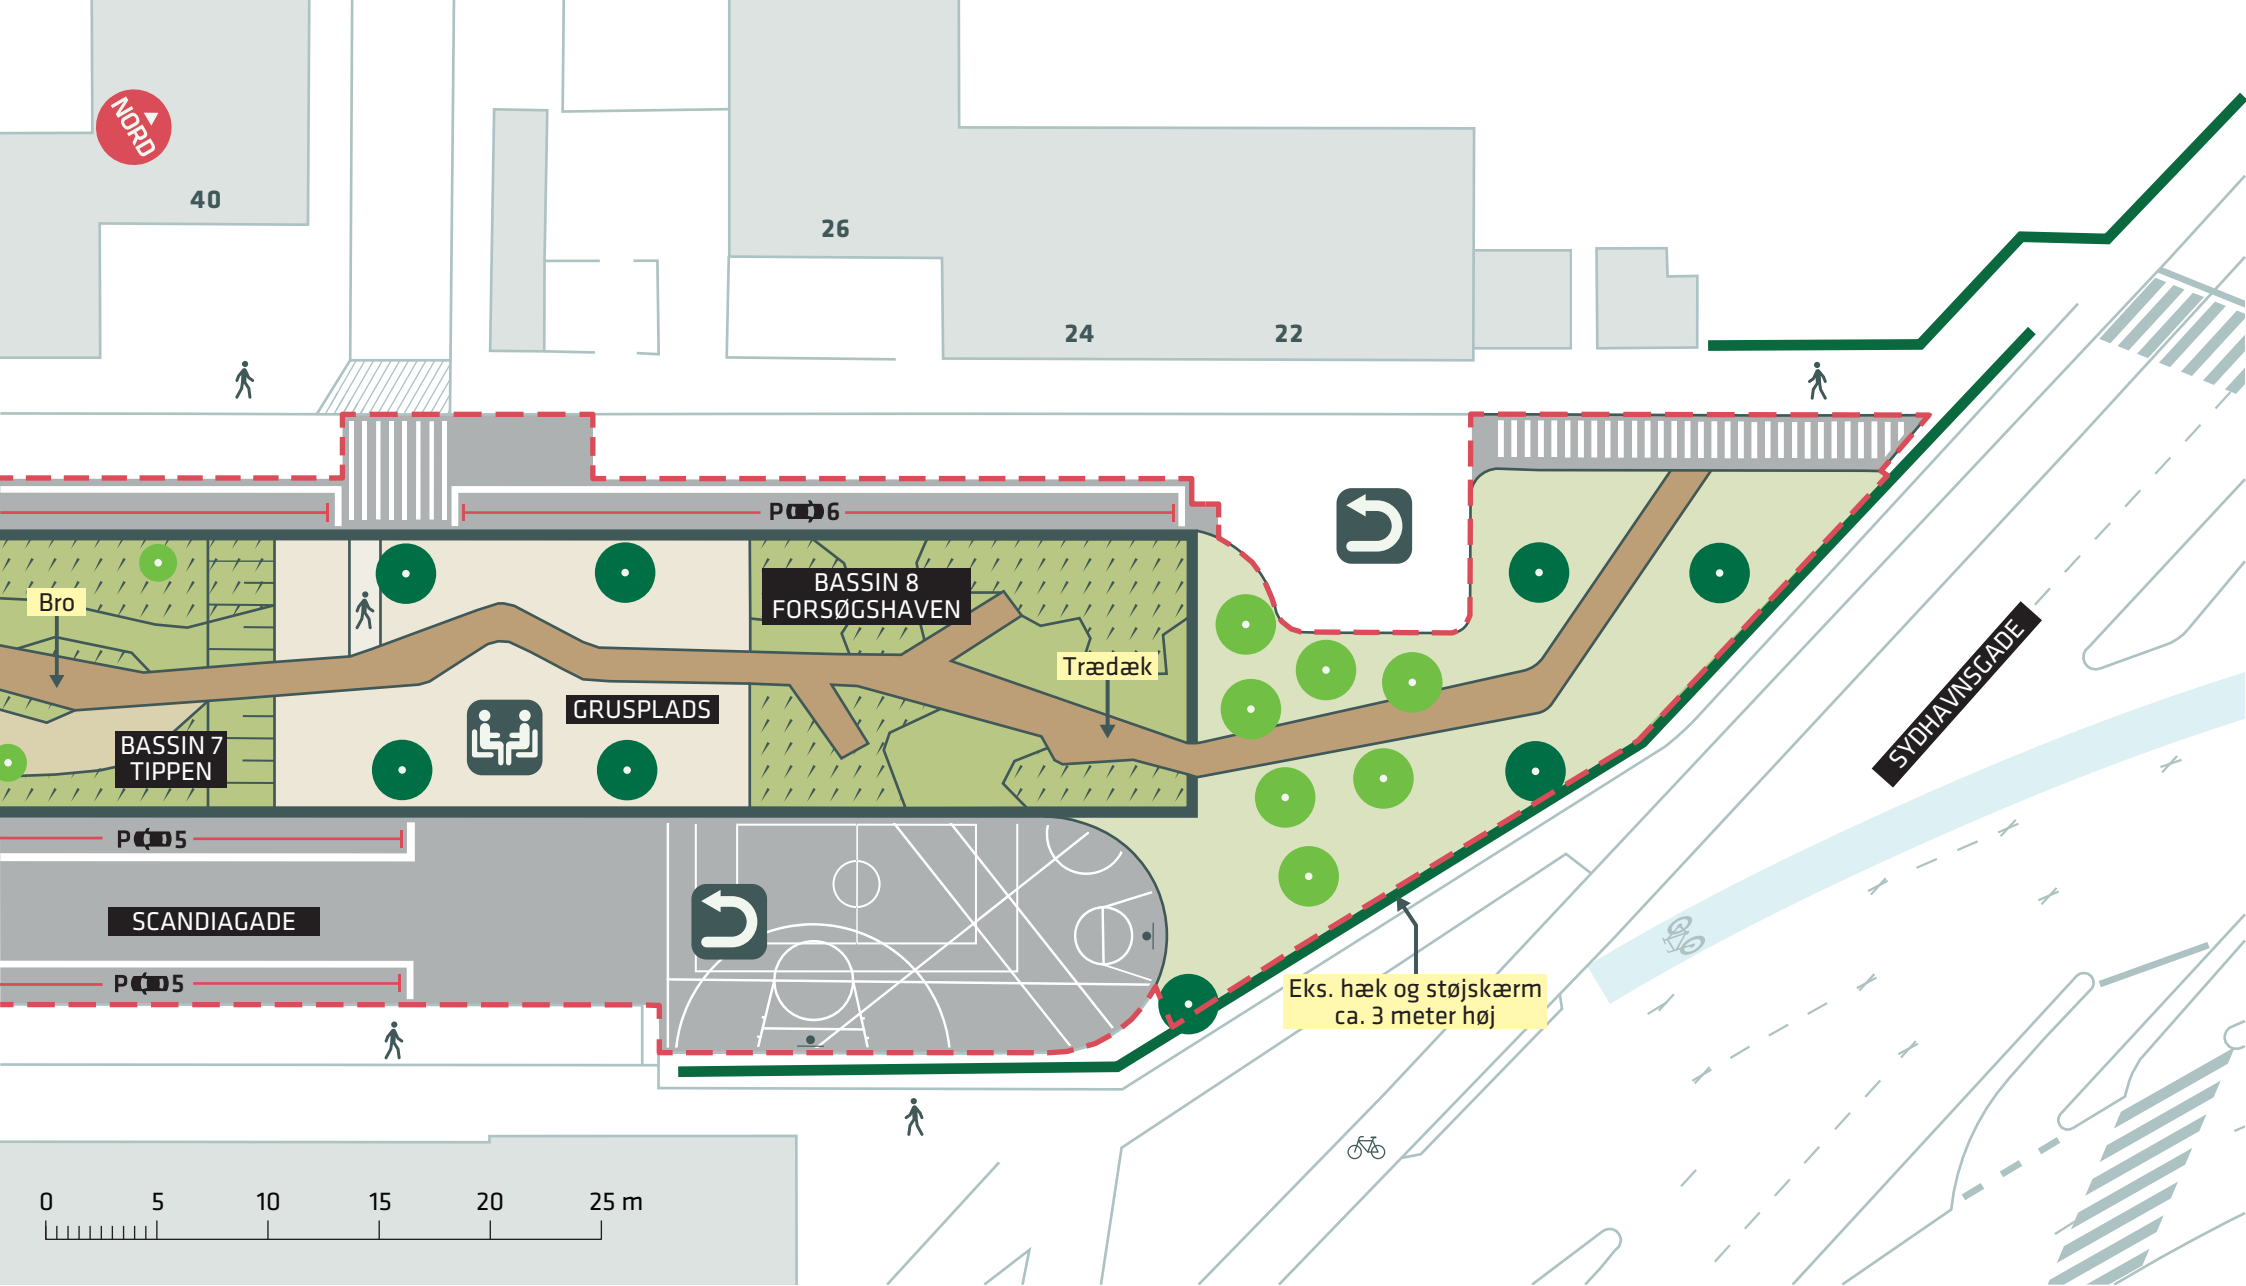 NORD
40
26
24
22
P 6
Bro
BASSIN 8
FORSØGSHAVEN
Trædæk
GRUSPLADS
BASSIN 7
TIPPEN
SYDHAVNSGADE
P 5
SCANDIAGADE
P 5
Eks. hæk og støjskærm
ca. 3 meter høj
0 5 10 15 20 25 m